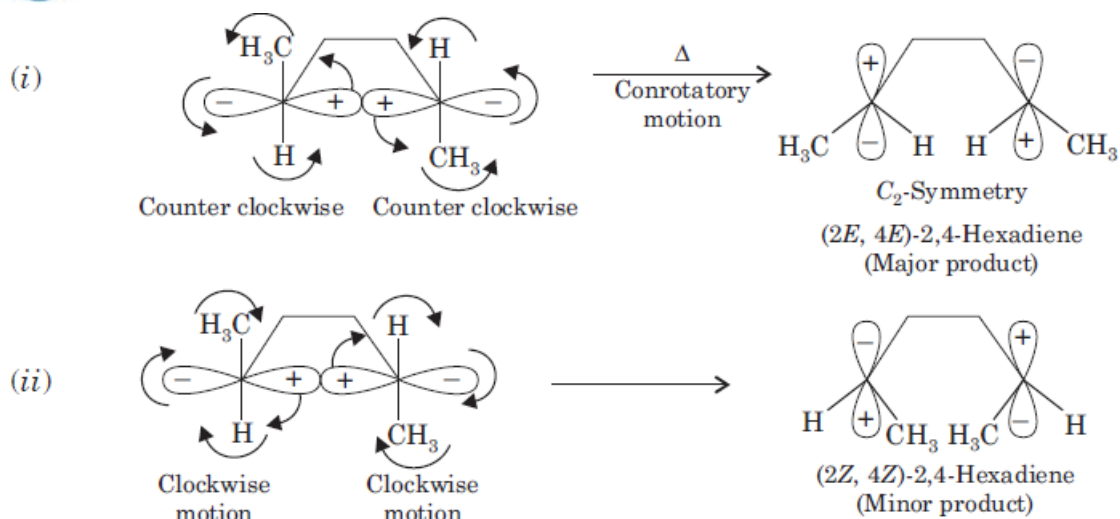 (i)
H₃C
H
− + + −
H
CH₃
Counter clockwise Counter clockwise
Δ
Conrotatory
motion
+ −
H₃C − H H + CH₃
C₂-Symmetry
(2E, 4E)-2,4-Hexadiene
(Major product)
(ii)
H₃C
H
− + + −
H
CH₃
Clockwise Clockwise
motion motion
− +
H + CH₃ H₃C − H
(2Z, 4Z)-2,4-Hexadiene
(Minor product)